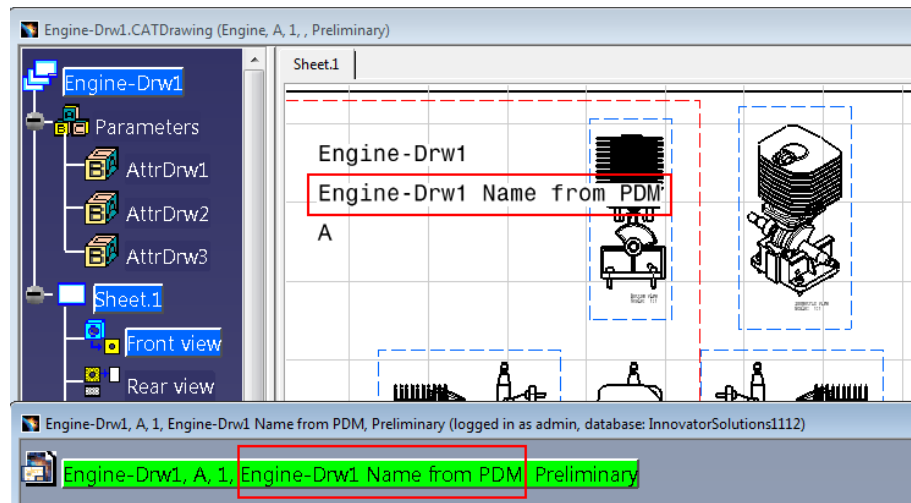 Engine-Drw1.CATDrawing (Engine, A, 1, , Preliminary)
Engine-Drw1
Parameters
AttrDrw1
AttrDrw2
AttrDrw3
Sheet.1
Front view
Rear view
Sheet.1
Engine-Drw1
Engine-Drw1 Name from PDM
A
Engine-Drw1, A, 1, Engine-Drw1 Name from PDM, Preliminary (logged in as admin, database: InnovatorSolutions1112)
Engine-Drw1, A, 1, Engine-Drw1 Name from PDM, Preliminary